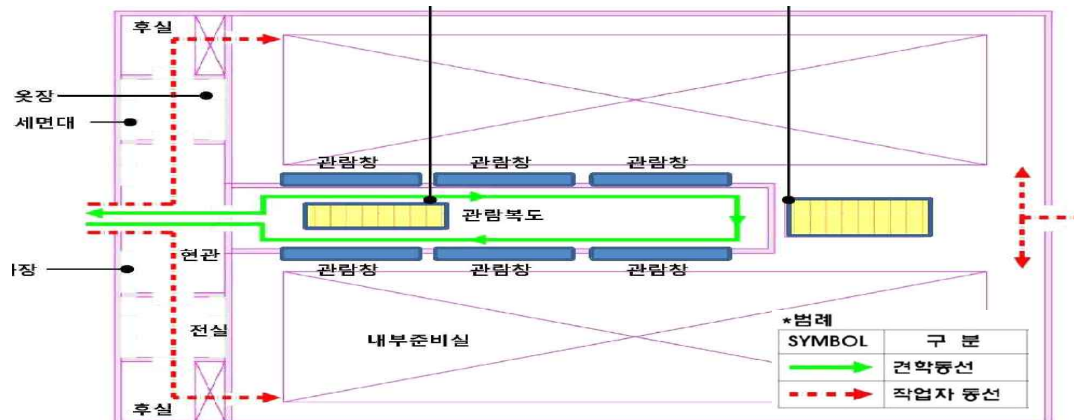 후실
옷장
세면대
관람창 관람창 관람창
관람복도
현관
관람창 관람창 관람창
전실
내부준비실
후실
*범례
SYMBOL 구 분
견학동선
작업자 동선